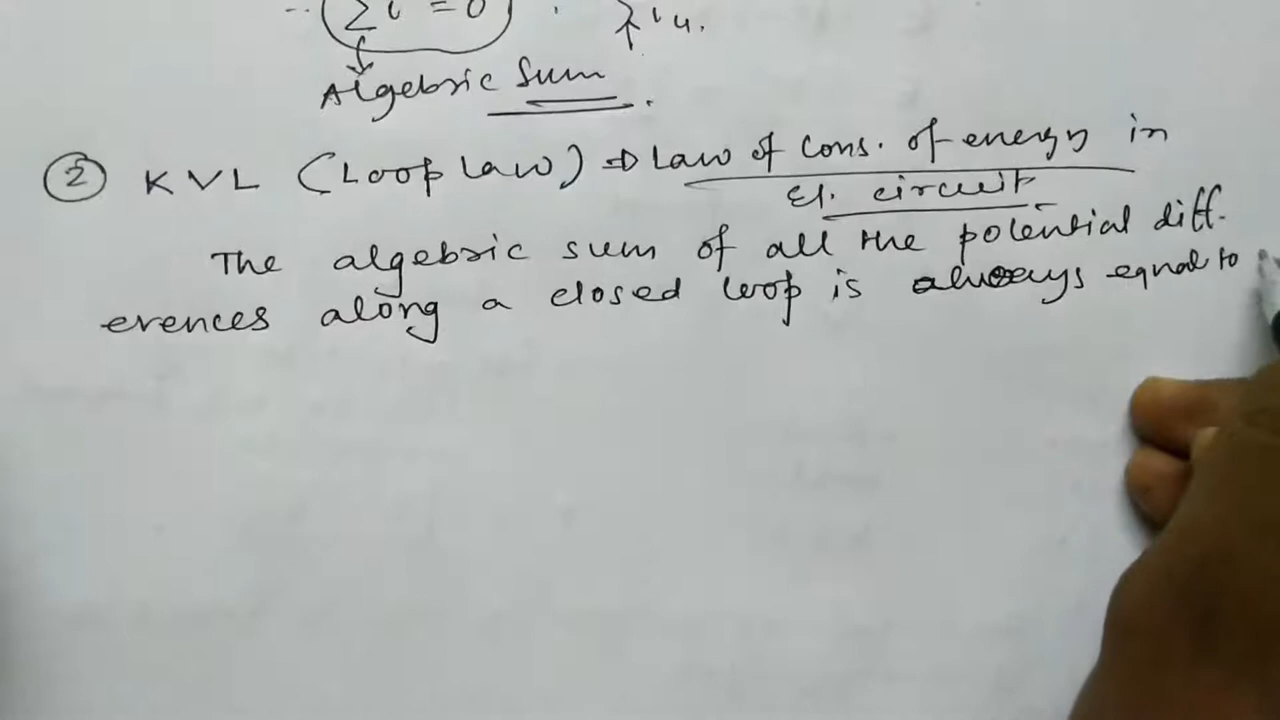 ∑i = 0
i4.
Algebric Sum.
② KVL (Loop law) ⇒ Law of Cons. of energy in
El. circuit
The algebric sum of all the potential diff-
erences along a closed loop is always equal to